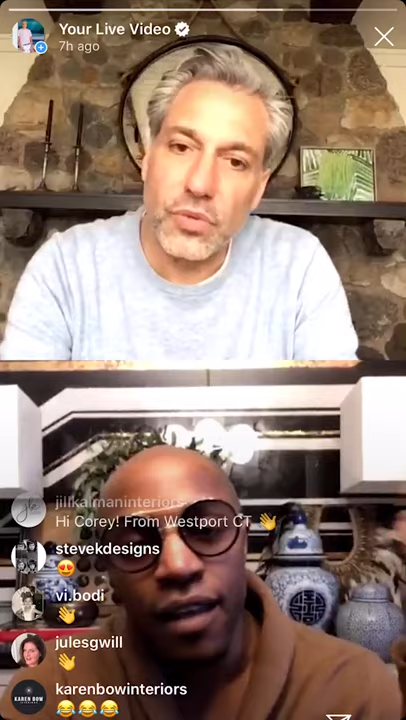 Your Live Video
7h ago
jillkalmaninteriors
Hi Corey! From Westport CT 👋
stevekdesigns
😍
vi.bodi
👋
julesgwill
👋
karenbowinteriors
KAREN BOW
😂😂😂